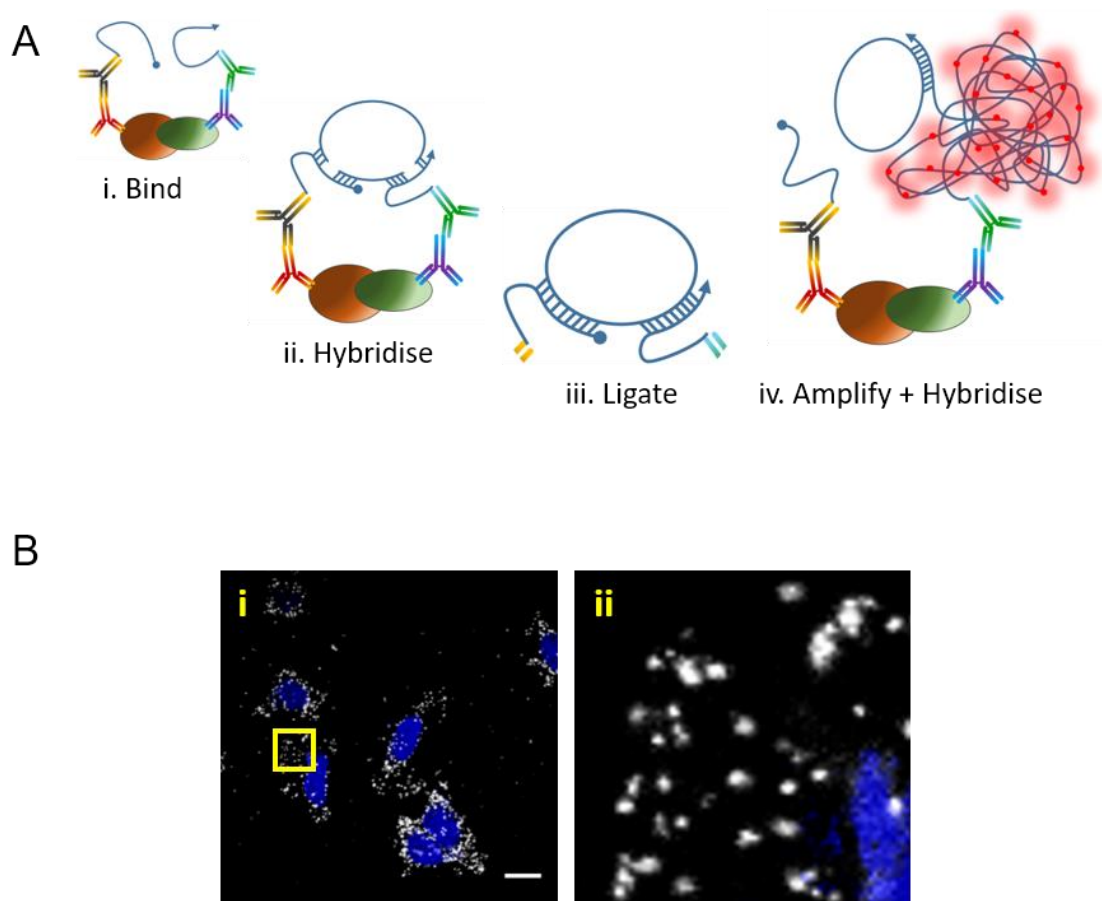 A
i. Bind
ii. Hybridise
iii. Ligate
iv. Amplify + Hybridise
B
i
ii